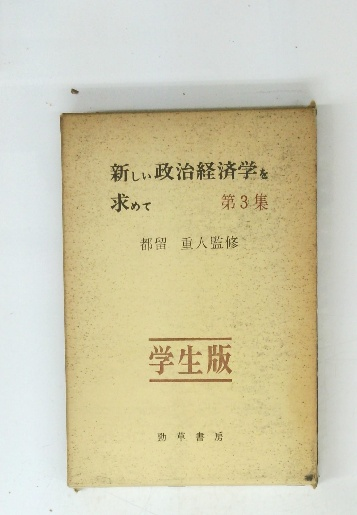 新しい政治経済学を
求めて 第3集
都留 重人監修
学生版
勁草書房